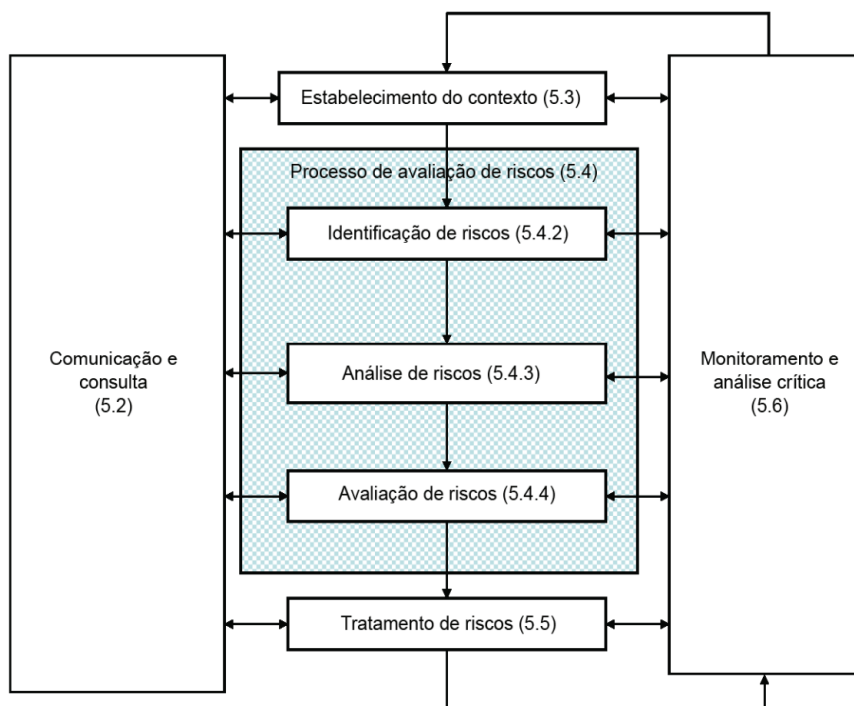 Estabelecimento do contexto (5.3)
Processo de avaliação de riscos (5.4)
Identificação de riscos (5.4.2)
Comunicação e
consulta
(5.2)
Análise de riscos (5.4.3)
Monitoramento e
análise crítica
(5.6)
Avaliação de riscos (5.4.4)
Tratamento de riscos (5.5)